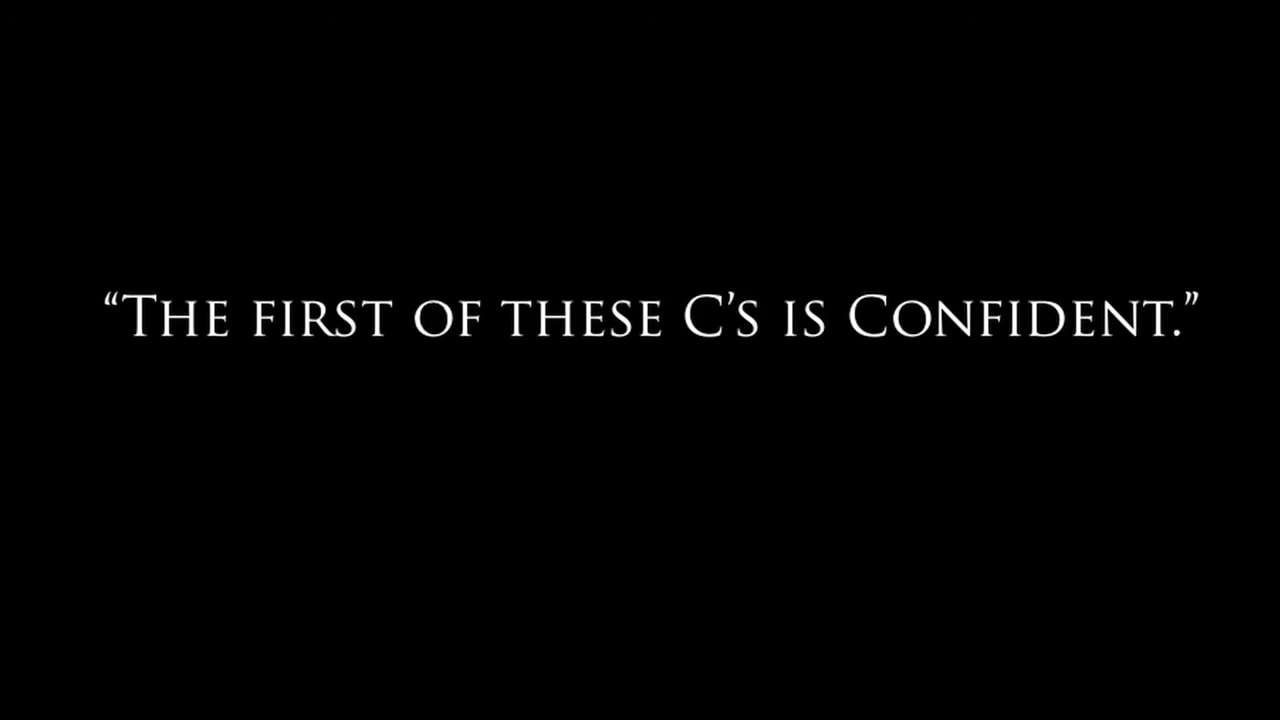 “The first of these C’s is Confident.”